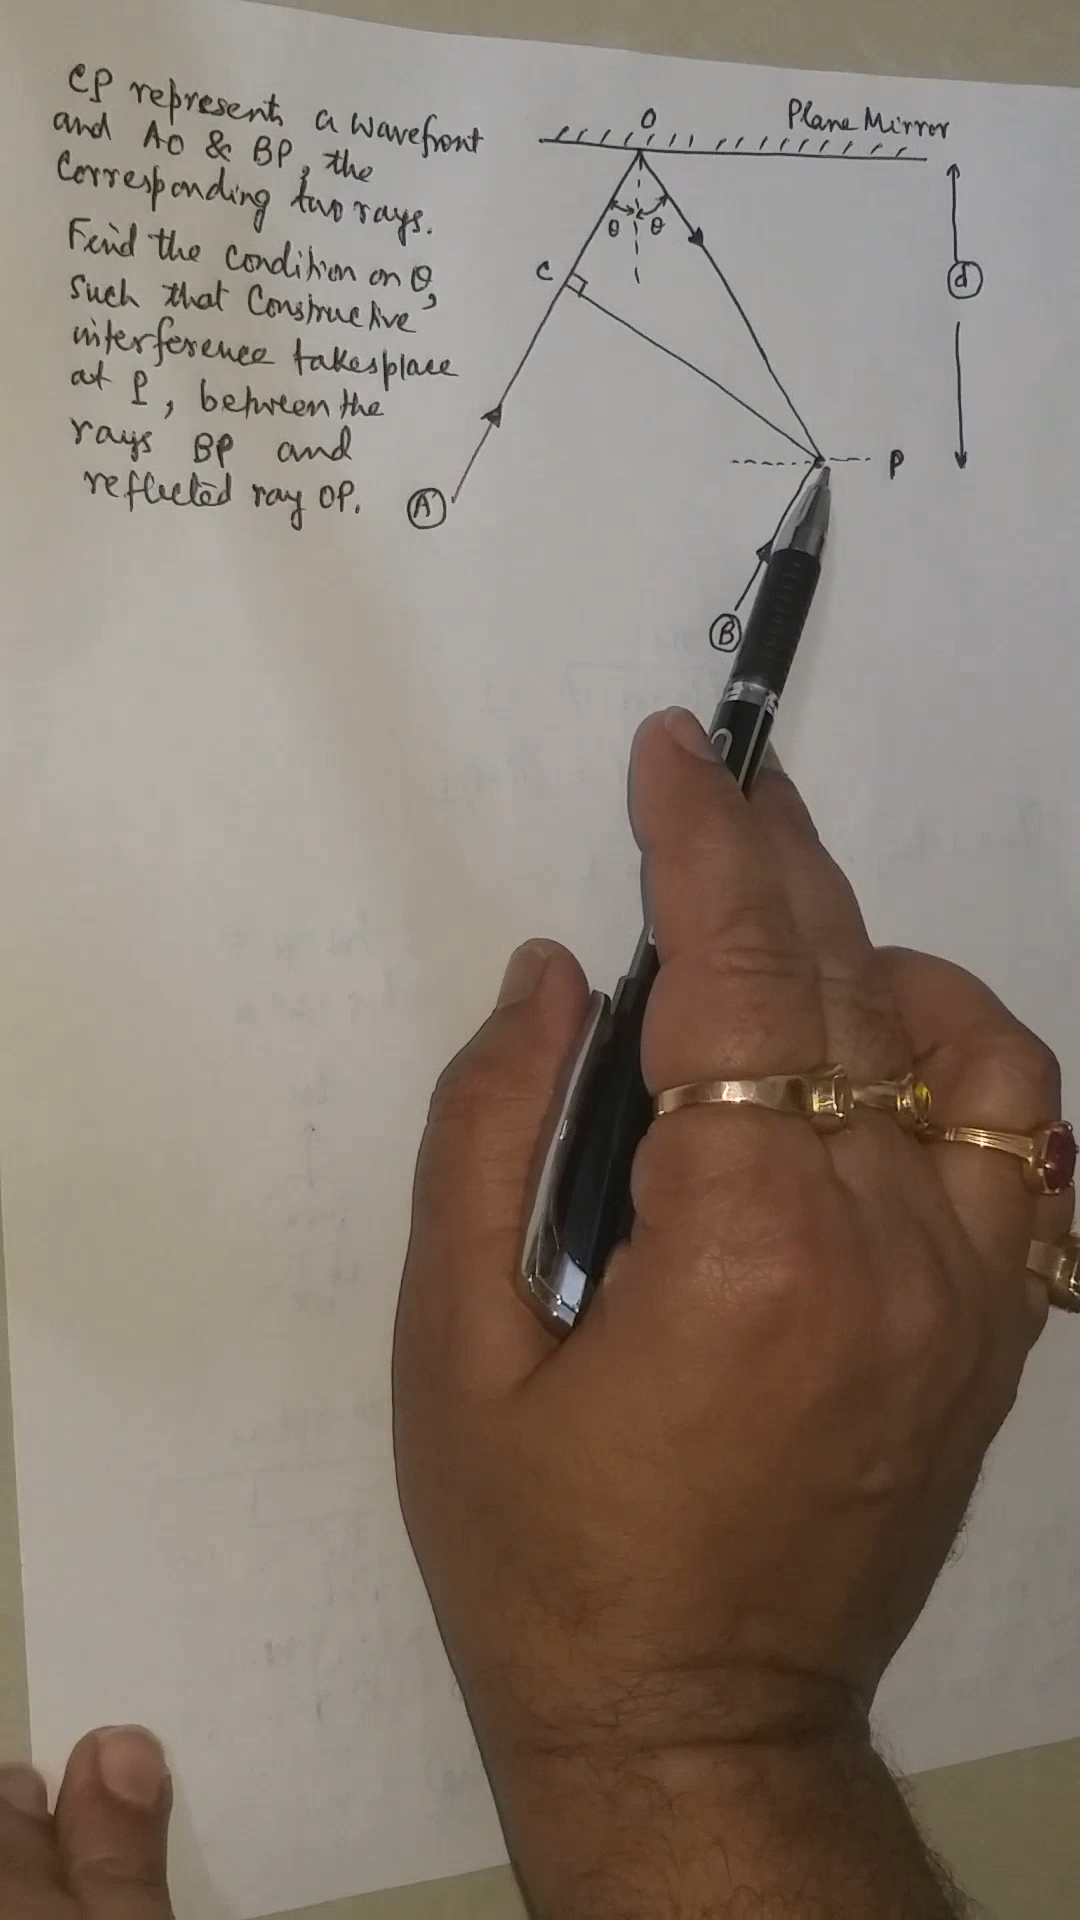 CP represents a wavefront
and AO & BP, the
Corresponding two rays.
Find the condition on θ,
such that Constructive
interference takesplace
at P, between the
rays BP and
reflected ray OP.
O
Plane Mirror
θ θ
C
d
P
A
B